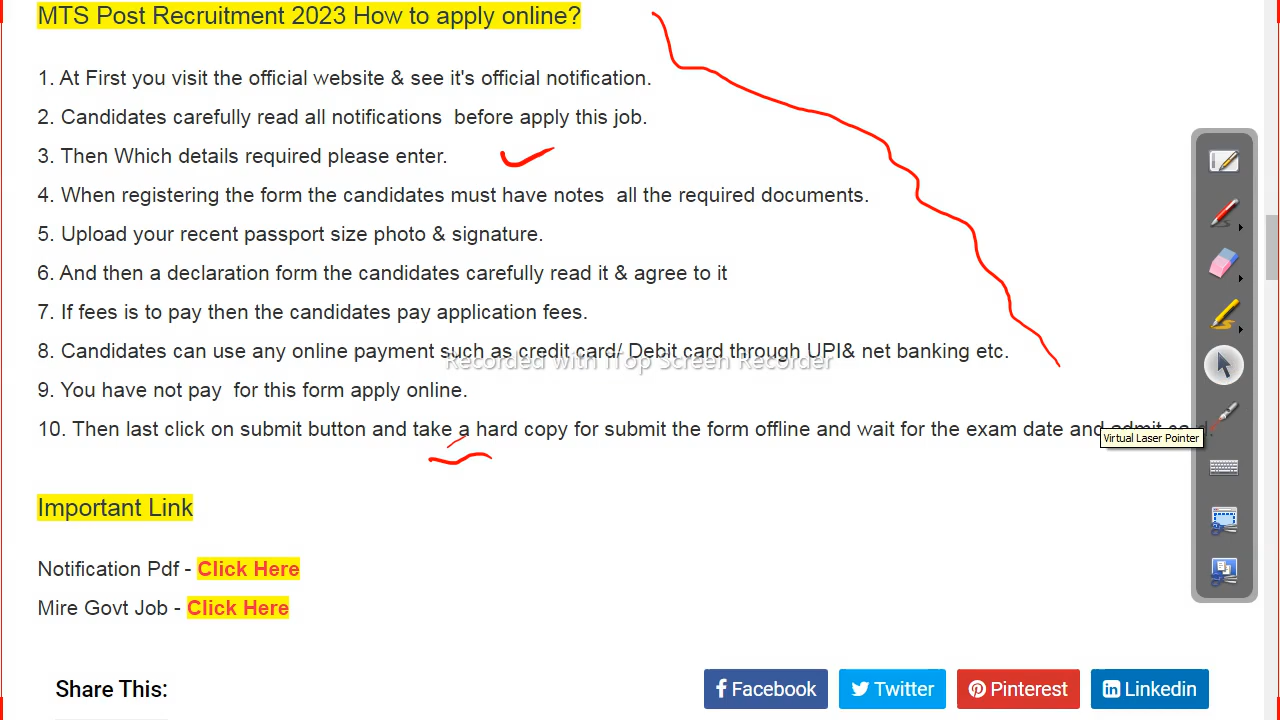 MTS Post Recruitment 2023 How to apply online?
1. At First you visit the official website & see it's official notification.
2. Candidates carefully read all notifications  before apply this job.
3. Then Which details required please enter.
4. When registering the form the candidates must have notes  all the required documents.
5. Upload your recent passport size photo & signature.
6. And then a declaration form the candidates carefully read it & agree to it
7. If fees is to pay then the candidates pay application fees.
8. Candidates can use any online payment such as credit card/ Debit card through UPI& net banking etc.
Recorded with iTop Screen Recorder
9. You have not pay  for this form apply online.
10. Then last click on submit button and take a hard copy for submit the form offline and wait for the exam date and admit card.
Virtual Laser Pointer
Important Link
Notification Pdf - Click Here
Mire Govt Job - Click Here
Share This: Facebook Twitter Pinterest Linkedin